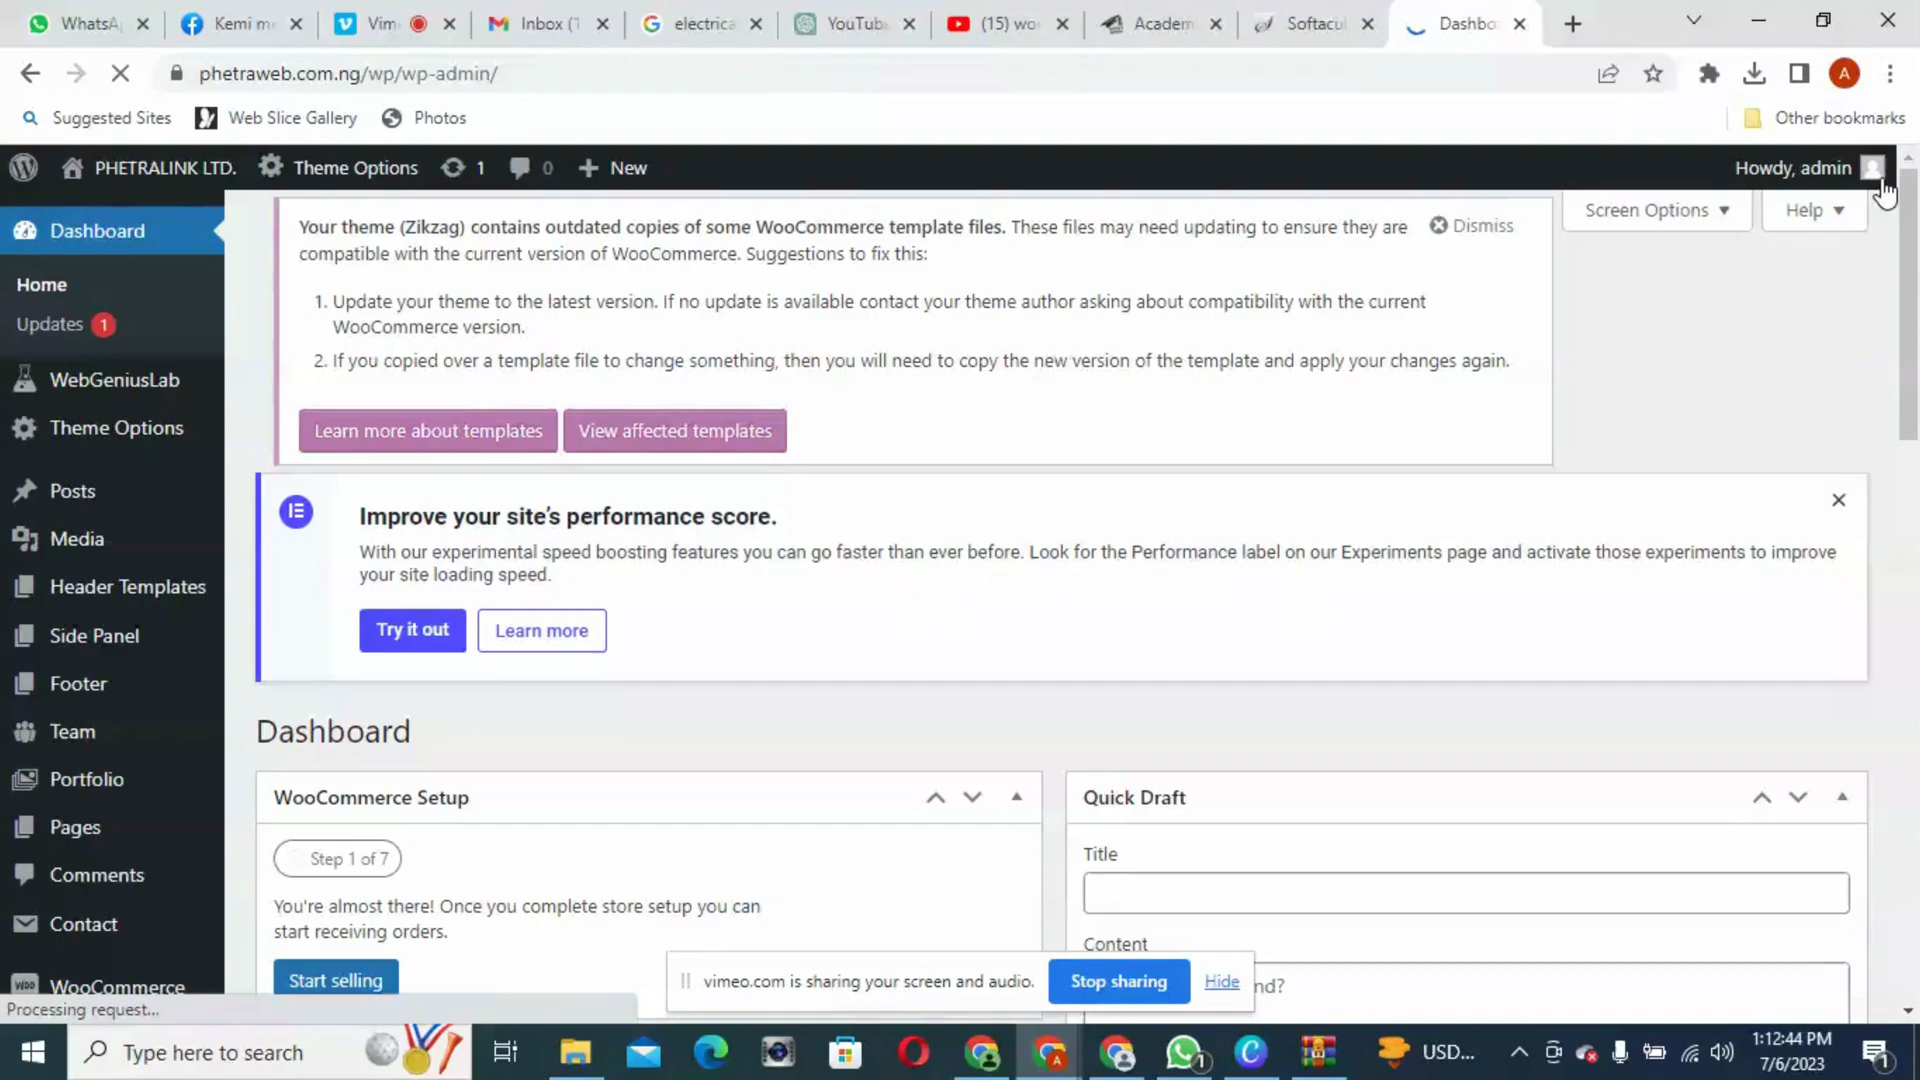 WhatsA
Kemi me
Vim
Inbox (1
electrica
YouTube
(15) wo
Academ
Softacul
Dashbo
phetraweb.com.ng/wp/wp-admin/
A
Suggested Sites
Web Slice Gallery
Photos
Other bookmarks
PHETRALINK LTD.
Theme Options
1
0
New
Howdy, admin
Screen Options
Help
Dashboard
Home
Updates 1
WebGeniusLab
Theme Options
Posts
Media
Header Templates
Side Panel
Footer
Team
Portfolio
Pages
Comments
Contact
WooCommerce
Your theme (Zikzag) contains outdated copies of some WooCommerce template files. These files may need updating to ensure they are
compatible with the current version of WooCommerce. Suggestions to fix this:
Dismiss
1. Update your theme to the latest version. If no update is available contact your theme author asking about compatibility with the current
WooCommerce version.
2. If you copied over a template file to change something, then you will need to copy the new version of the template and apply your changes again.
Learn more about templates
View affected templates
Improve your site's performance score.
With our experimental speed boosting features you can go faster than ever before. Look for the Performance label on our Experiments page and activate those experiments to improve
your site loading speed.
Try it out
Learn more
Dashboard
WooCommerce Setup
Step 1 of 7
You're almost there! Once you complete store setup you can
start receiving orders.
Start selling
Quick Draft
Title
Content
nd?
vimeo.com is sharing your screen and audio.
Stop sharing
Hide
Processing request...
Type here to search
1
USD...
1:12:44 PM
7/6/2023
1